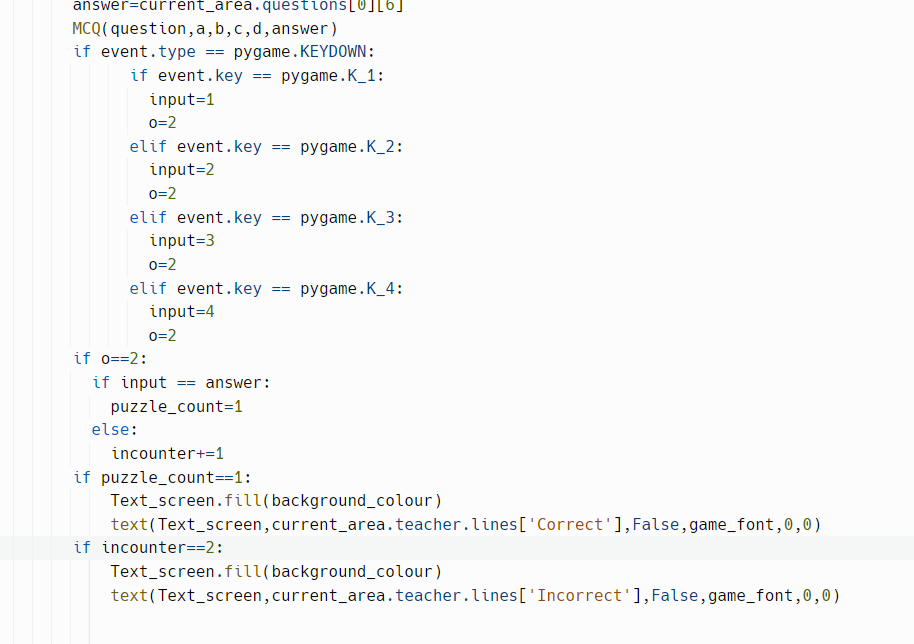 answer=current_area.questions[0][6]
MCQ(question,a,b,c,d,answer)
if event.type == pygame.KEYDOWN:
if event.key == pygame.K_1:
input=1
o=2
elif event.key == pygame.K_2:
input=2
o=2
elif event.key == pygame.K_3:
input=3
o=2
elif event.key == pygame.K_4:
input=4
o=2
if o==2:
if input == answer:
puzzle_count=1
else:
incounter+=1
if puzzle_count==1:
Text_screen.fill(background_colour)
text(Text_screen,current_area.teacher.lines['Correct'],False,game_font,0,0)
if incounter==2:
Text_screen.fill(background_colour)
text(Text_screen,current_area.teacher.lines['Incorrect'],False,game_font,0,0)